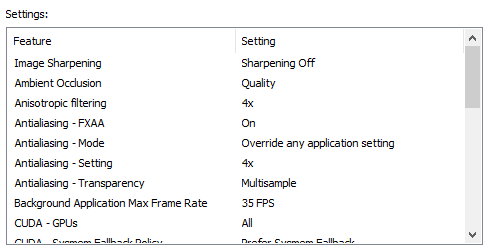 Settings:
Feature Setting
Image Sharpening Sharpening Off
Ambient Occlusion Quality
Anisotropic filtering 4x
Antialiasing - FXAA On
Antialiasing - Mode Override any application setting
Antialiasing - Setting 4x
Antialiasing - Transparency Multisample
Background Application Max Frame Rate 35 FPS
CUDA - GPUs All
CUDA - Sysmem Fallback Policy Prefer Sysmem Fallback